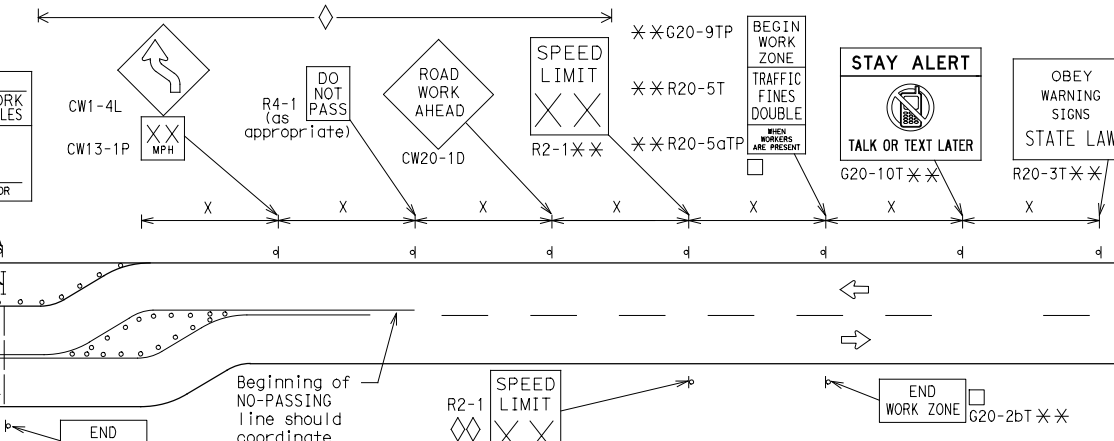 ORK
LES
OR
CW1-4L
XX
MPH
CW13-1P
R4-1
(as
appropriate)
DO
NOT
PASS
ROAD
WORK
AHEAD
CW20-1D
SPEED
LIMIT
X X
R2-1**
**G20-9TP
**R20-5T
**R20-5aTP
BEGIN
WORK
ZONE
TRAFFIC
FINES
DOUBLE
WHEN
WORKERS
ARE PRESENT
STAY ALERT
TALK OR TEXT LATER
G20-10T**
OBEY
WARNING
SIGNS
STATE LAW
R20-3T**
X X X X X X X
Beginning of
NO-PASSING
line should
coordinate
R2-1
SPEED
LIMIT
X X
END
WORK ZONE
G20-2bT**
END